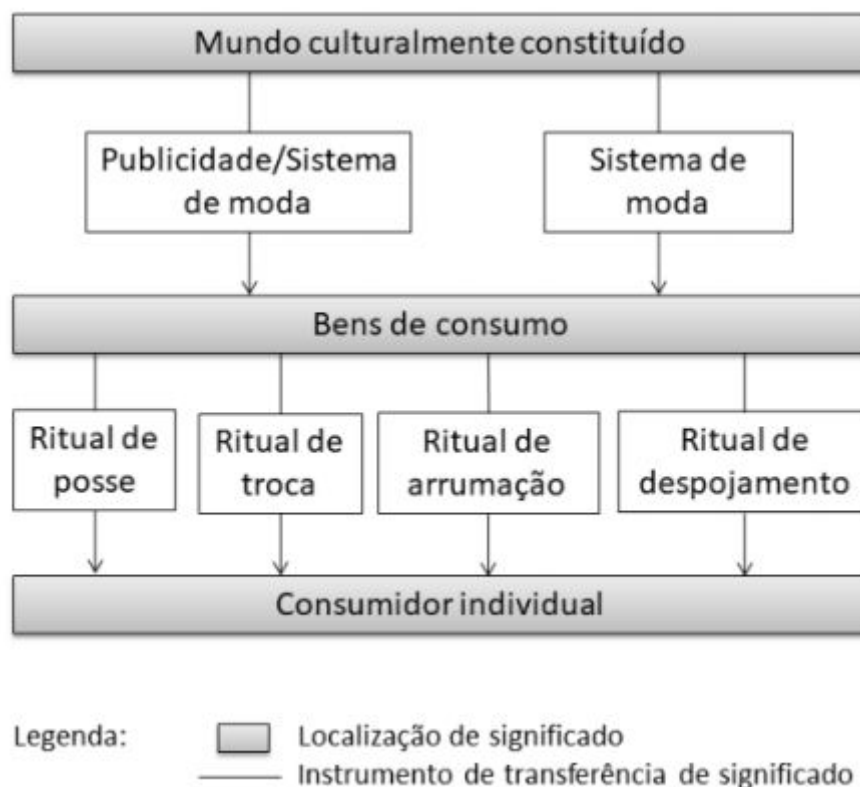 Mundo culturalmente constituído
Publicidade/Sistema
de moda
Sistema de
moda
Bens de consumo
Ritual de
posse
Ritual de
troca
Ritual de
arrumação
Ritual de
despojamento
Consumidor individual
Legenda:
Localização de significado
Instrumento de transferência de significado